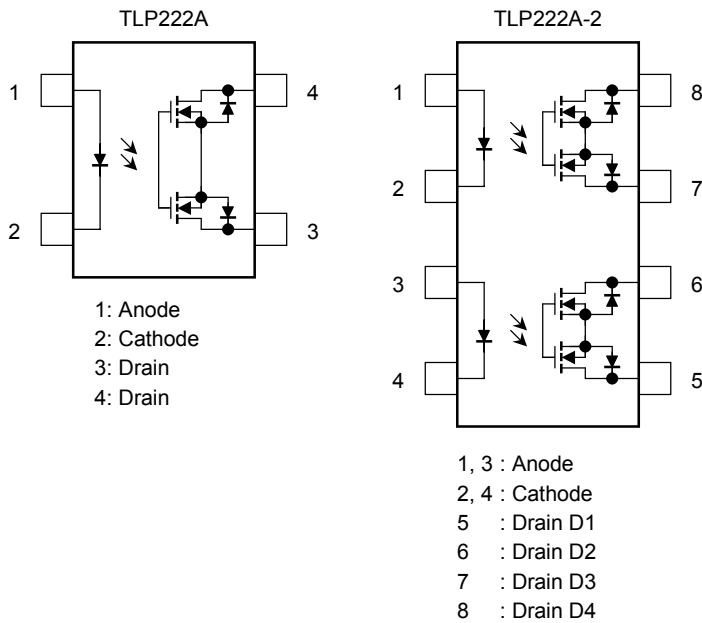 TLP222A
1
4
2
3
1: Anode
2: Cathode
3: Drain
4: Drain
TLP222A-2
1
8
2
7
3
6
4
5
1, 3 : Anode
2, 4 : Cathode
5 : Drain D1
6 : Drain D2
7 : Drain D3
8 : Drain D4